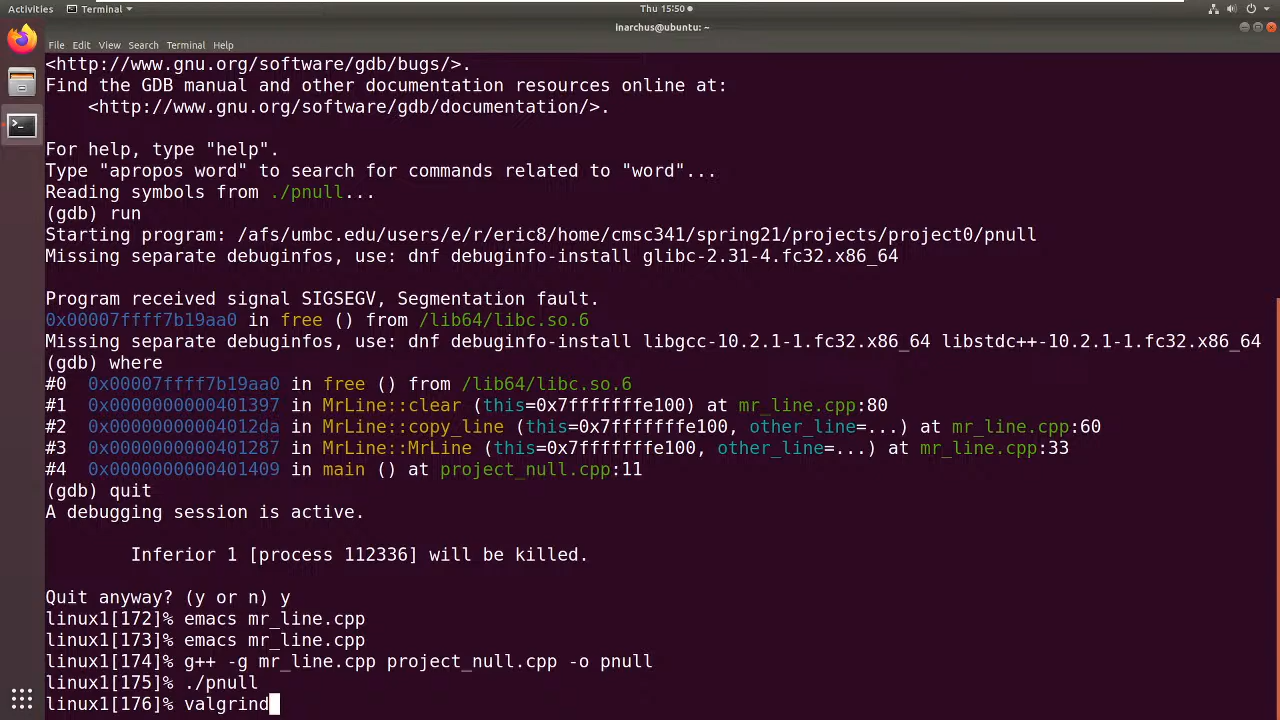 Activities
Terminal
Thu 15:50
inarchus@ubuntu: ~
File Edit View Search Terminal Help
<http://www.gnu.org/software/gdb/bugs/>.
Find the GDB manual and other documentation resources online at:
    <http://www.gnu.org/software/gdb/documentation/>.
For help, type "help".
Type "apropos word" to search for commands related to "word"...
Reading symbols from ./pnull...
(gdb) run
Starting program: /afs/umbc.edu/users/e/r/eric8/home/cmsc341/spring21/projects/project0/pnull
Missing separate debuginfos, use: dnf debuginfo-install glibc-2.31-4.fc32.x86_64
Program received signal SIGSEGV, Segmentation fault.
0x00007ffff7b19aa0 in free () from /lib64/libc.so.6
Missing separate debuginfos, use: dnf debuginfo-install libgcc-10.2.1-1.fc32.x86_64 libstdc++-10.2.1-1.fc32.x86_64
(gdb) where
#0  0x00007ffff7b19aa0 in free () from /lib64/libc.so.6
#1  0x0000000000401397 in MrLine::clear (this=0x7fffffffe100) at mr_line.cpp:80
#2  0x00000000004012da in MrLine::copy_line (this=0x7fffffffe100, other_line=...) at mr_line.cpp:60
#3  0x0000000000401287 in MrLine::MrLine (this=0x7fffffffe100, other_line=...) at mr_line.cpp:33
#4  0x0000000000401409 in main () at project_null.cpp:11
(gdb) quit
A debugging session is active.
        Inferior 1 [process 112336] will be killed.
Quit anyway? (y or n) y
linux1[172]% emacs mr_line.cpp
linux1[173]% emacs mr_line.cpp
linux1[174]% g++ -g mr_line.cpp project_null.cpp -o pnull
linux1[175]% ./pnull
linux1[176]% valgrind